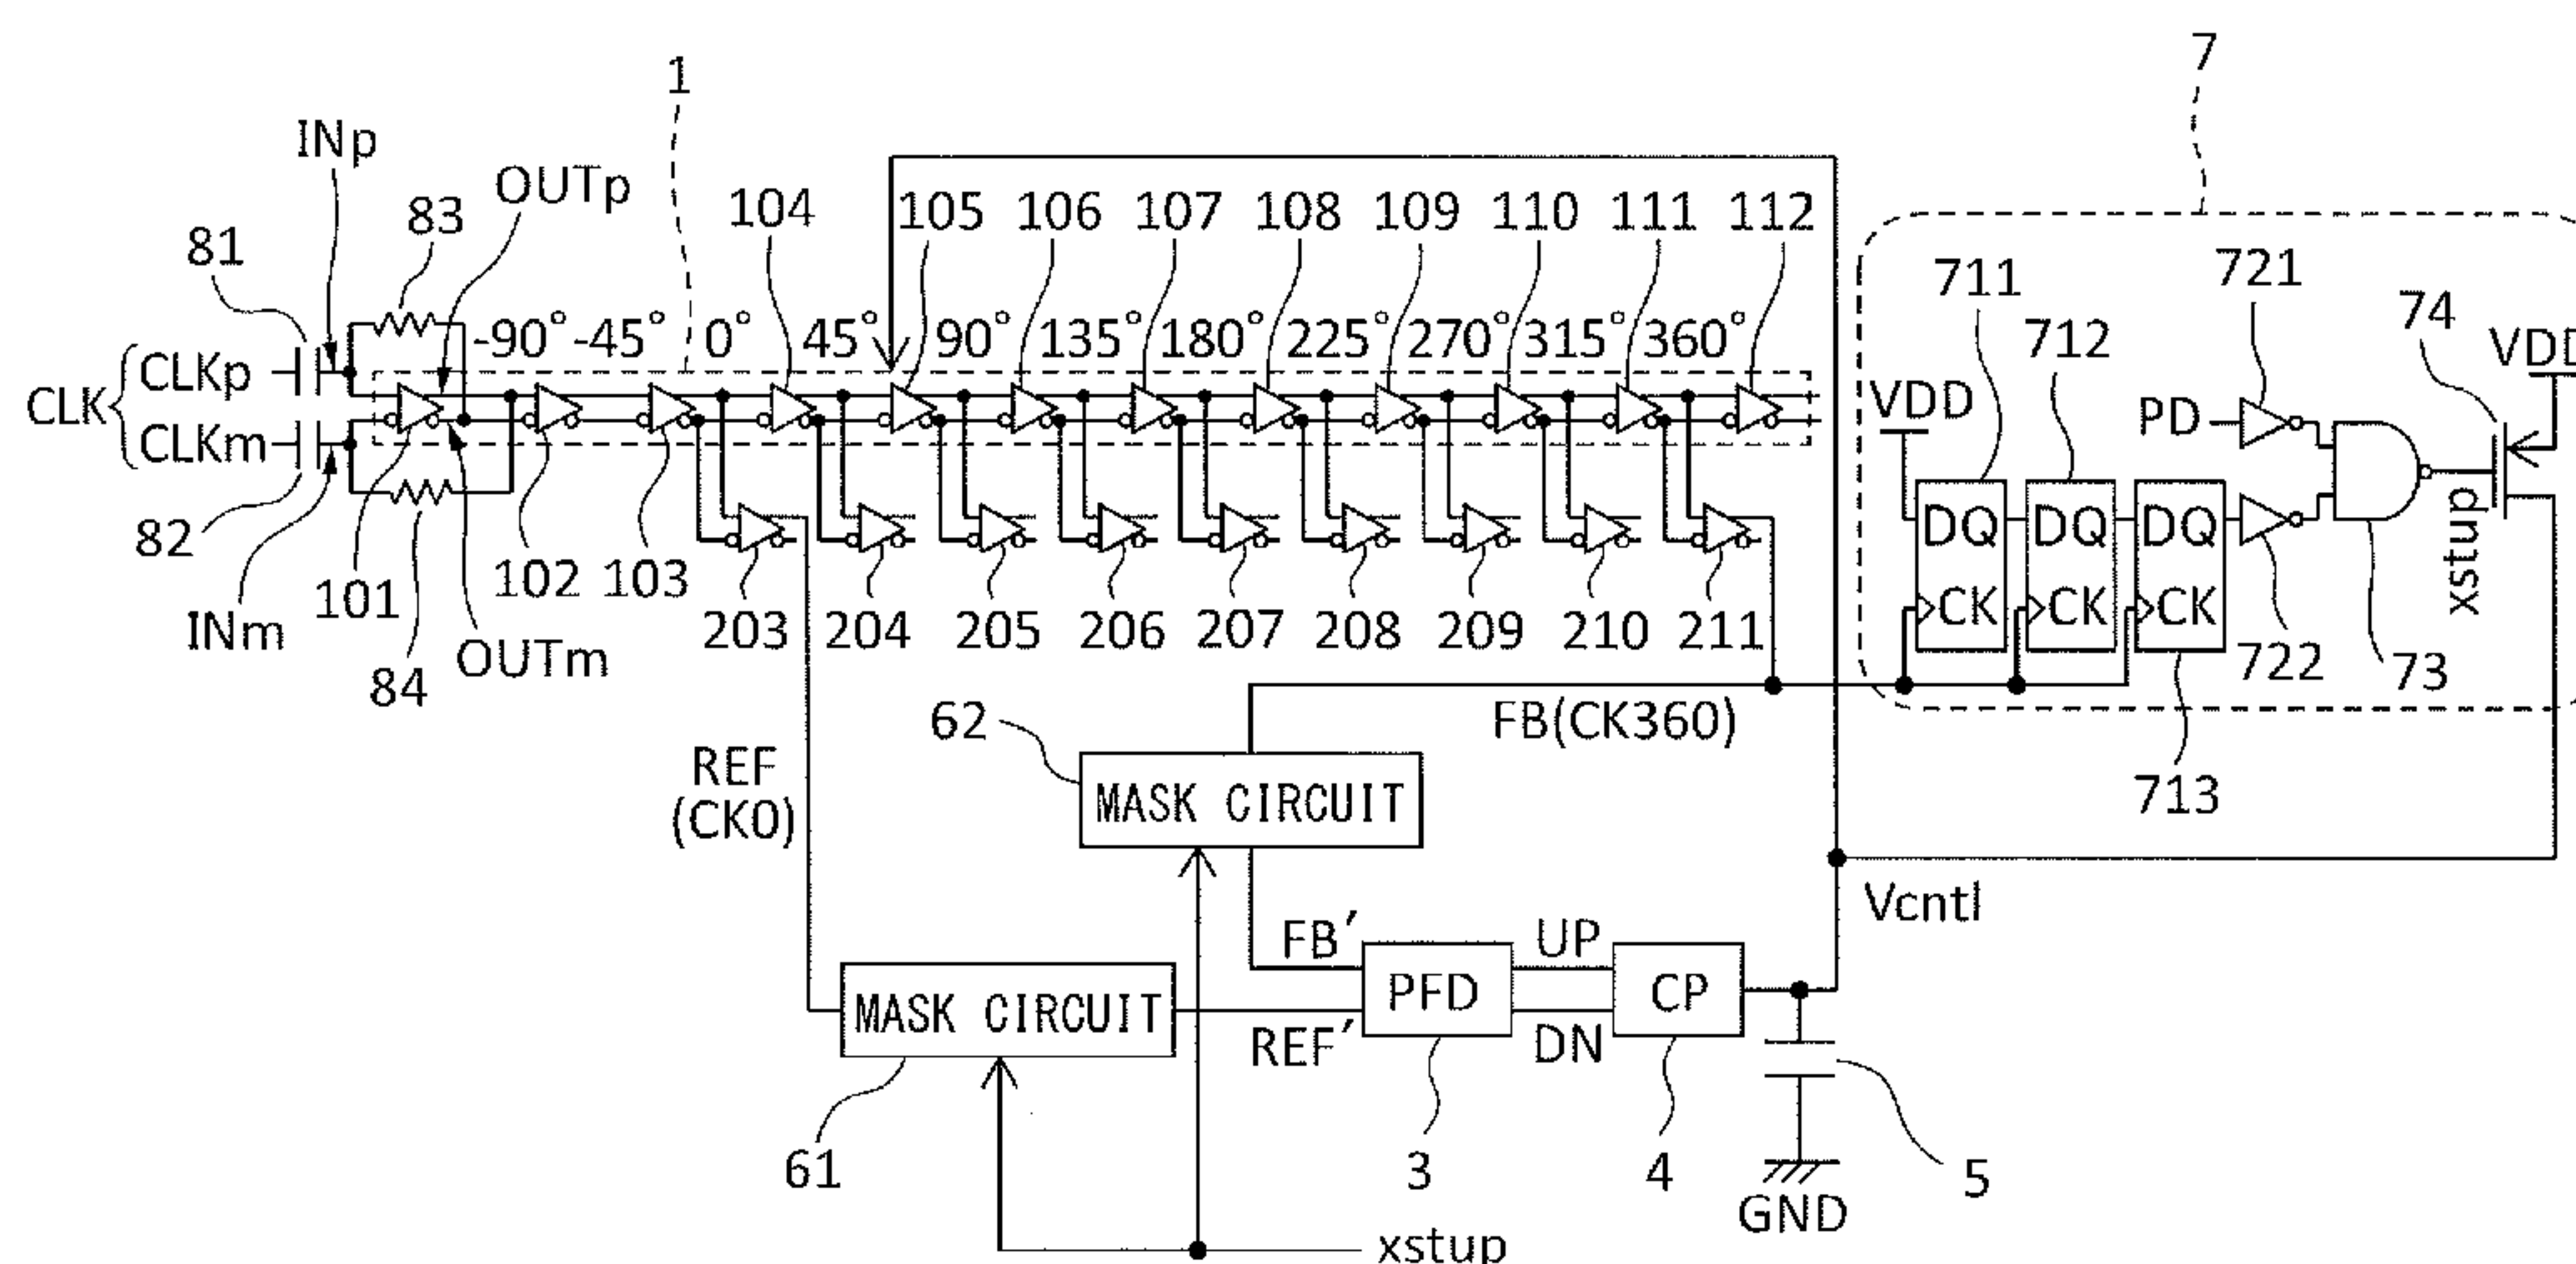 7
1
INp
OUTp
83
81
104
105
106
107
108
109
110
111
112
721
711
712
74
VDD
-90° -45° 0° 45° 90° 135° 180° 225° 270° 315° 360°
CLK
CLKp
CLKm
VDD
PD
DQ
DQ
DQ
CK
CK
CK
xstup
82
101
102
103
INm
84
OUTm
203
204
205
206
207
208
209
210
211
722
73
713
62
FB(CK360)
REF
(CK0)
MASK CIRCUIT
Vcntl
FB′
UP
MASK CIRCUIT
PFD
CP
REF′
DN
61
3
4
5
GND
xstup